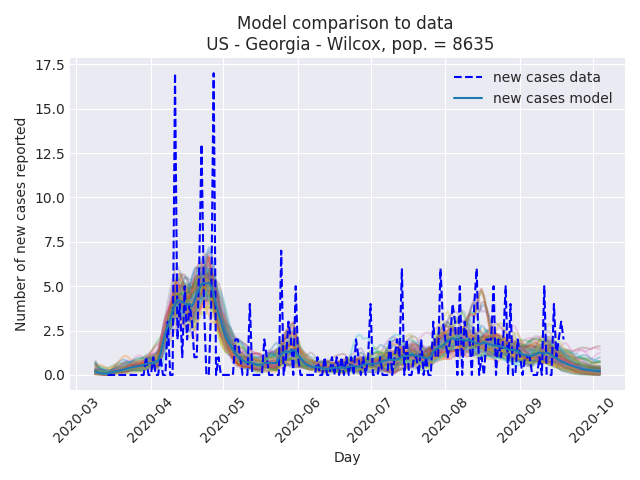 Model comparison to data
US - Georgia - Wilcox, pop. = 8635
17.5
15.0
12.5
10.0
7.5
5.0
2.5
0.0
Number of new cases reported
new cases data
new cases model
2020-03
2020-04
2020-05
2020-06
2020-07
2020-08
2020-09
2020-10
Day